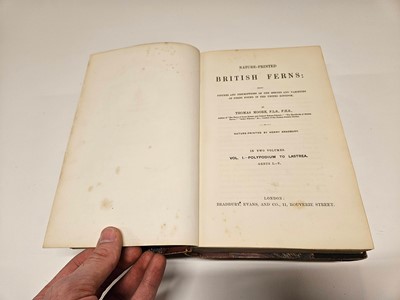 NATURE-PRINTED
BRITISH FERNS;
BEING
FIGURES AND DESCRIPTIONS OF THE SPECIES AND VARIETIES
OF FERNS FOUND IN THE UNITED KINGDOM.
BY
THOMAS MOORE, F.L.S., F.H.S.,
NATURE-PRINTED BY HENRY BRADBURY.
IN TWO VOLUMES.
VOL. I.: POLYPODIUM TO LASTREA.
LONDON:
BRADBURY, EVANS, AND CO., 11, BOUVERIE STREET.